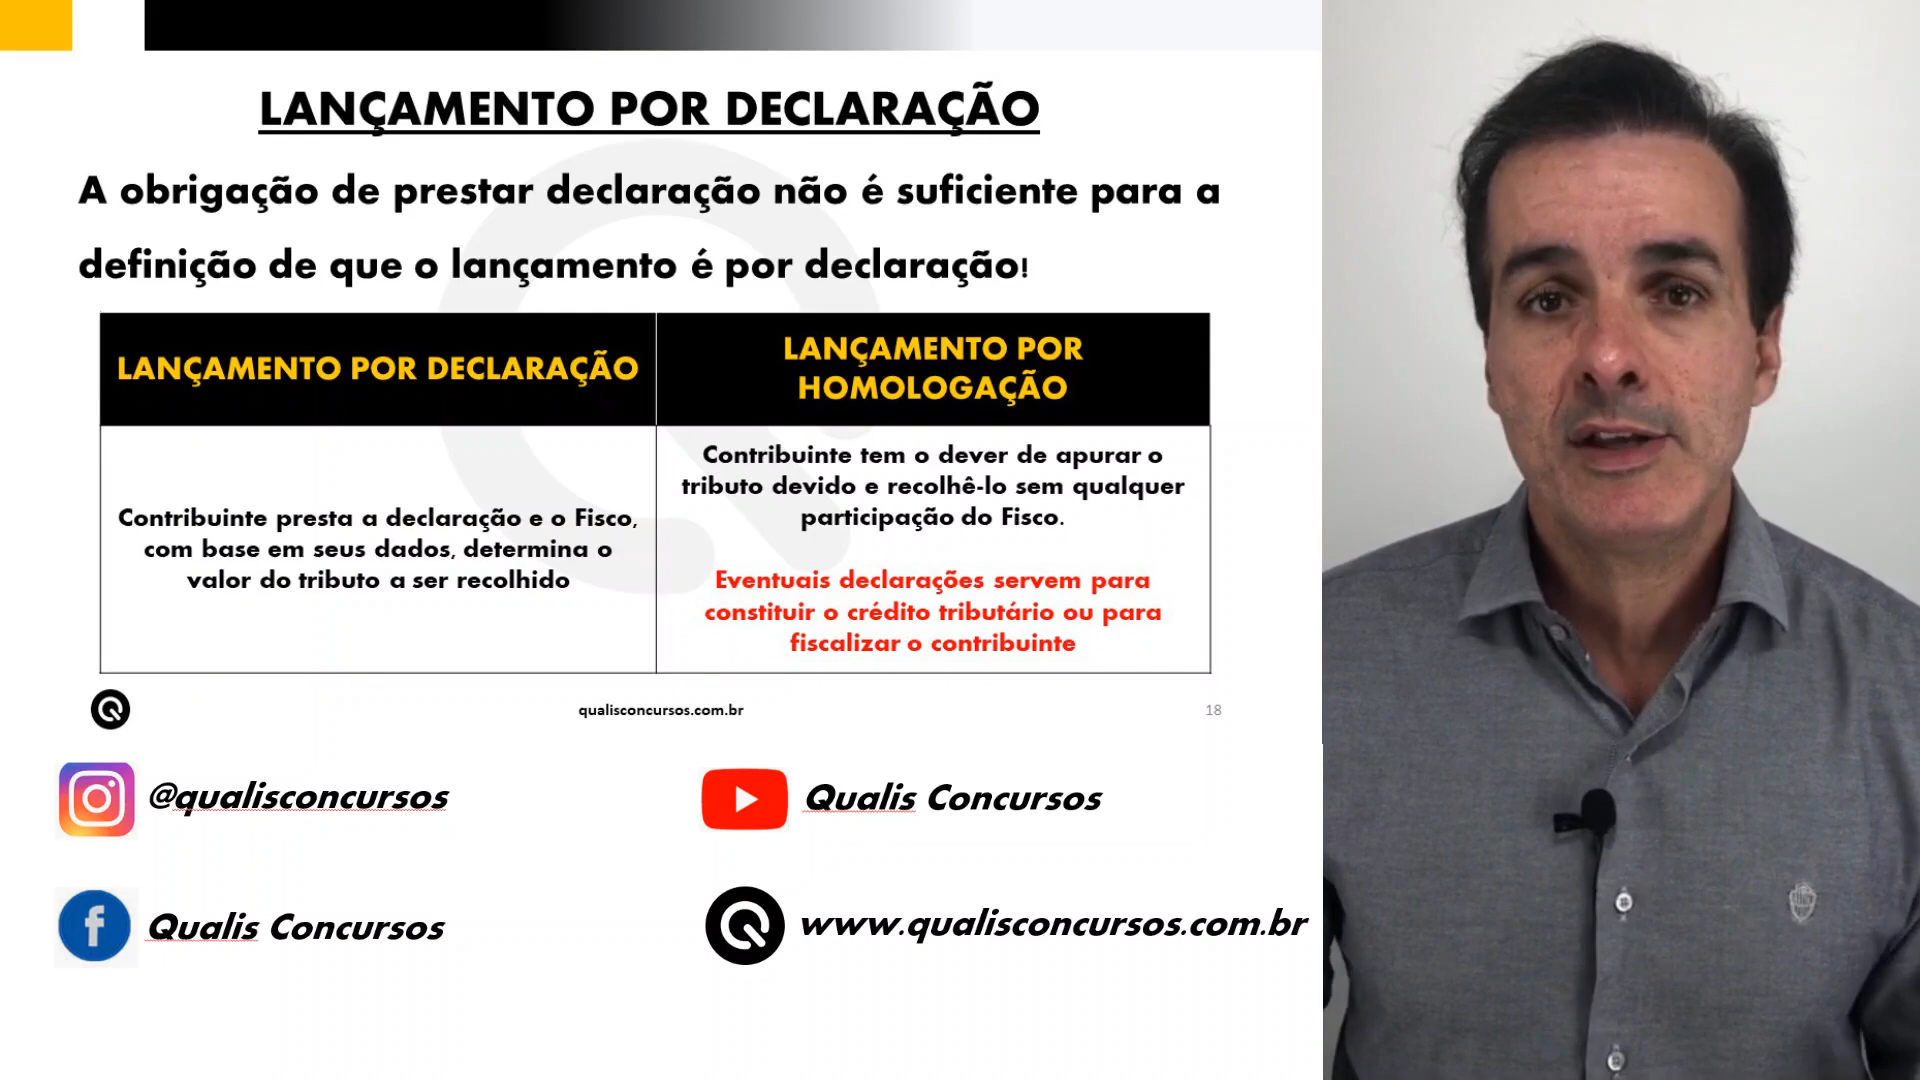 LANÇAMENTO POR DECLARAÇÃO
A obrigação de prestar declaração não é suficiente para a
definição de que o lançamento é por declaração!
LANÇAMENTO POR DECLARAÇÃO
LANÇAMENTO POR
HOMOLOGAÇÃO
Contribuinte presta a declaração e o Fisco,
com base em seus dados, determina o
valor do tributo a ser recolhido
Contribuinte tem o dever de apurar o
tributo devido e recolhê-lo sem qualquer
participação do Fisco.
Eventuais declarações servem para
constituir o crédito tributário ou para
fiscalizar o contribuinte
qualisconcursos.com.br
18
@qualisconcursos
Qualis Concursos
Qualis Concursos
www.qualisconcursos.com.br